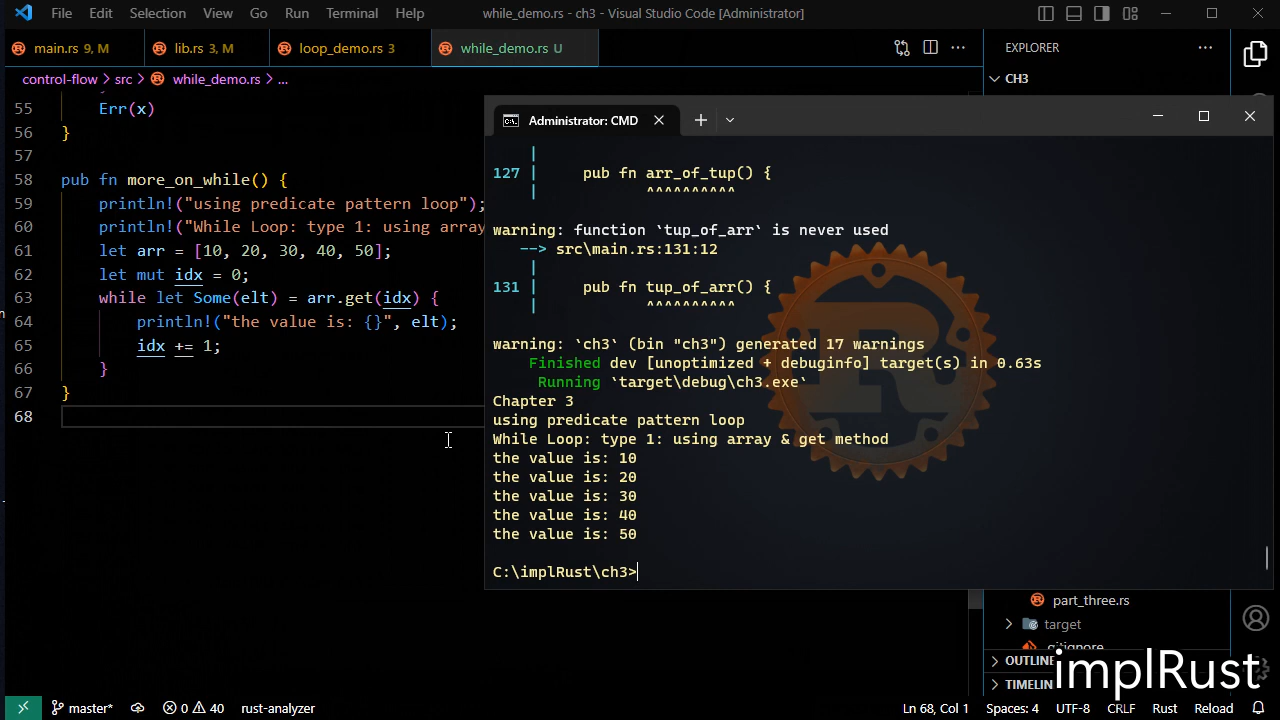 File Edit Selection View Go Run Terminal Help
while_demo.rs - ch3 - Visual Studio Code [Administrator]
main.rs 9, M
lib.rs 3, M
loop_demo.rs 3
while_demo.rs U
EXPLORER
control-flow > src > while_demo.rs > ...
CH3
55 Err(x)
56 }
57
58 pub fn more_on_while() {
59 println!("using predicate pattern loop");
60 println!("While Loop: type 1: using array
61 let arr = [10, 20, 30, 40, 50];
62 let mut idx = 0;
63 while let Some(elt) = arr.get(idx) {
64 println!("the value is: {}", elt);
65 idx += 1;
66 }
67 }
68
Administrator: CMD
|
127 | pub fn arr_of_tup() {
| ^^^^^^^^^^
warning: function `tup_of_arr` is never used
--> src\main.rs:131:12
|
131 | pub fn tup_of_arr() {
| ^^^^^^^^^^
warning: `ch3` (bin "ch3") generated 17 warnings
Finished dev [unoptimized + debuginfo] target(s) in 0.63s
Running `target\debug\ch3.exe`
Chapter 3
using predicate pattern loop
While Loop: type 1: using array & get method
the value is: 10
the value is: 20
the value is: 30
the value is: 40
the value is: 50
C:\implRust\ch3>
part_three.rs
target
.gitignore
OUTLINE
TIMELIN
implRust
master*
0 40
rust-analyzer
Ln 68, Col 1
Spaces: 4
UTF-8
CRLF
Rust
Reload